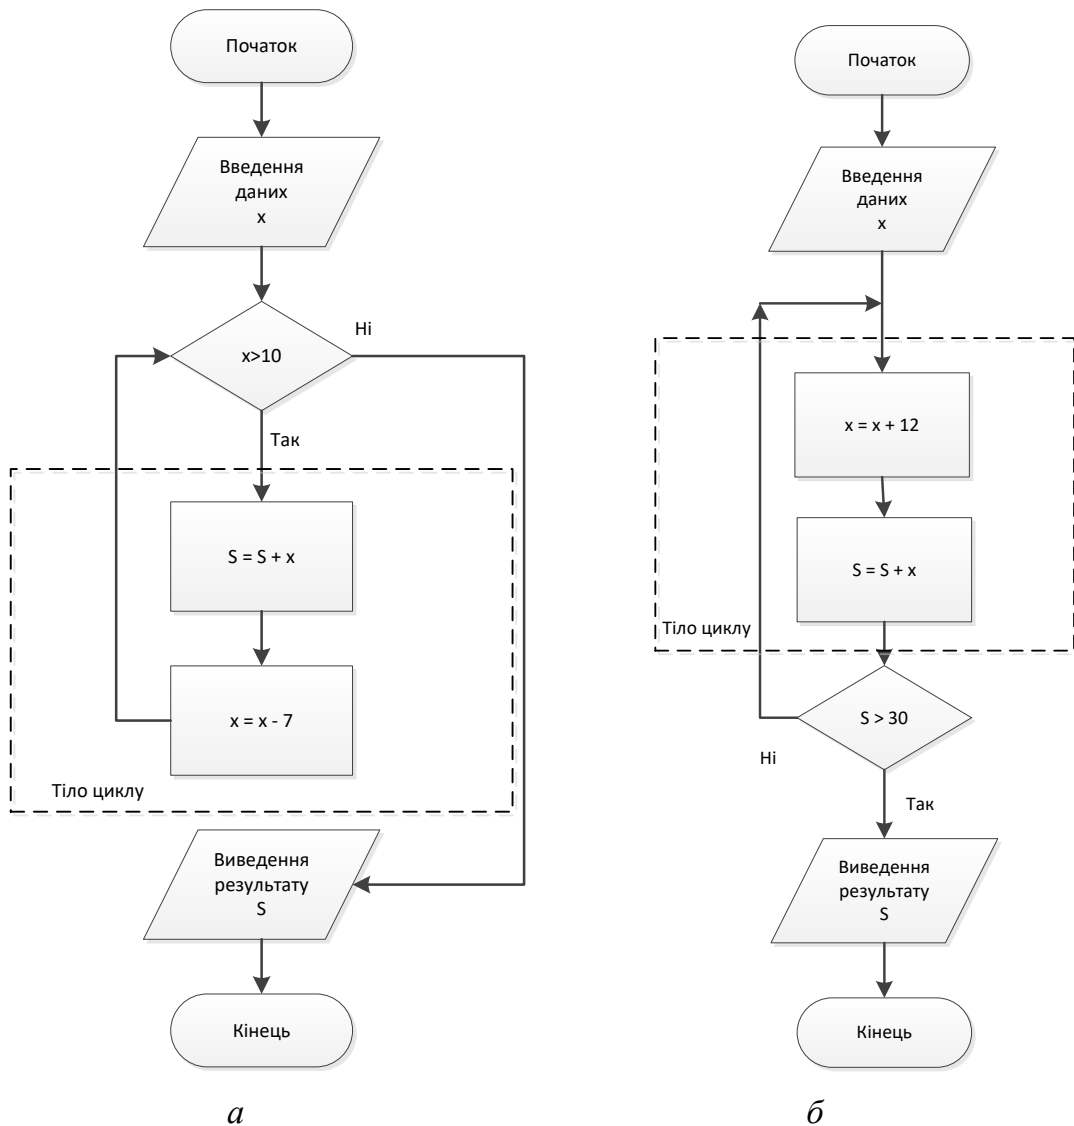 Початок
Введення
даних
x
x>10
Ні
Так
S = S + x
x = x - 7
Тіло циклу
Виведення
результату
S
Кінець
а
Початок
Введення
даних
x
x = x + 12
S = S + x
Тіло циклу
S > 30
Ні
Так
Виведення
результату
S
Кінець
б